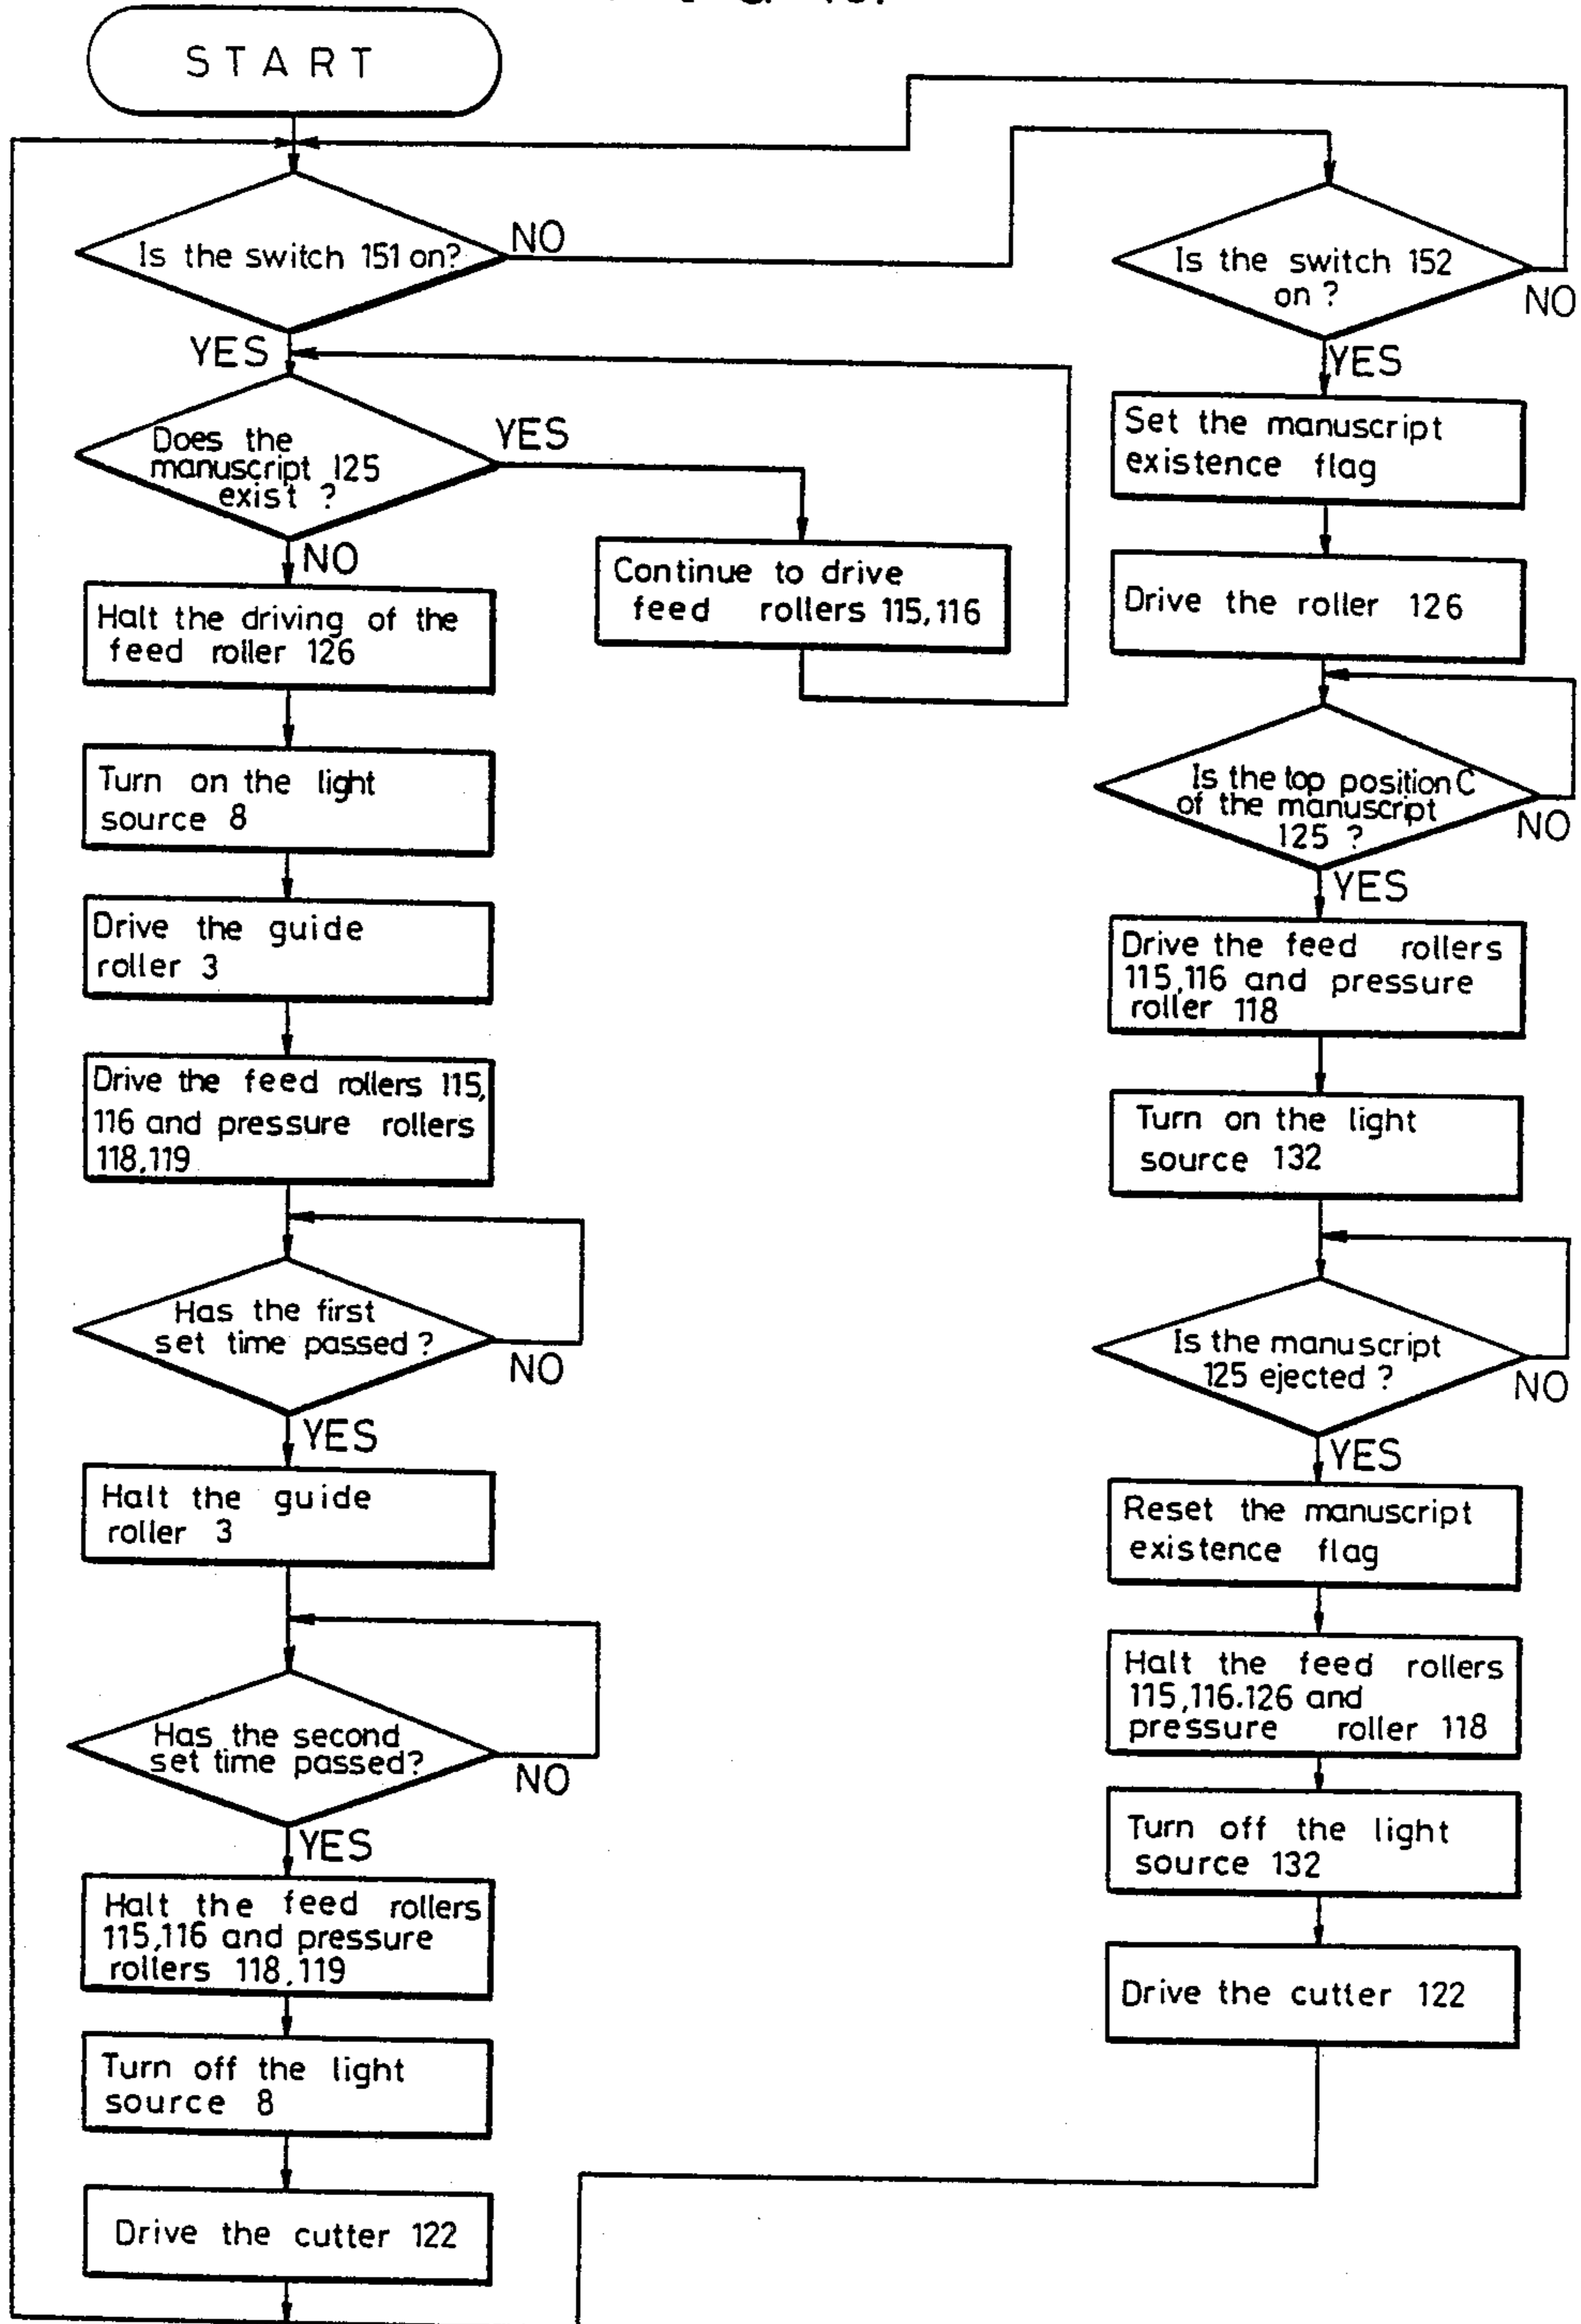 START
Is the switch 151 on?
NO
YES
Does the
manuscript 125
exist ?
YES
NO
Continue to drive
feed rollers 115,116
Halt the driving of the
feed roller 126
Turn on the light
source 8
Drive the guide
roller 3
Drive the feed rollers 115,
116 and pressure rollers
118,119
Has the first
set time passed ?
NO
YES
Halt the guide
roller 3
Has the second
set time passed?
NO
YES
Halt the feed rollers
115,116 and pressure
rollers 118,119
Turn off the light
source 8
Drive the cutter 122
Is the switch 152
on ?
NO
YES
Set the manuscript
existence flag
Drive the roller 126
Is the top position C
of the manuscript
125 ?
NO
YES
Drive the feed rollers
115,116 and pressure
roller 118
Turn on the light
source 132
Is the manuscript
125 ejected ?
NO
YES
Reset the manuscript
existence flag
Halt the feed rollers
115,116.126 and
pressure roller 118
Turn off the light
source 132
Drive the cutter 122